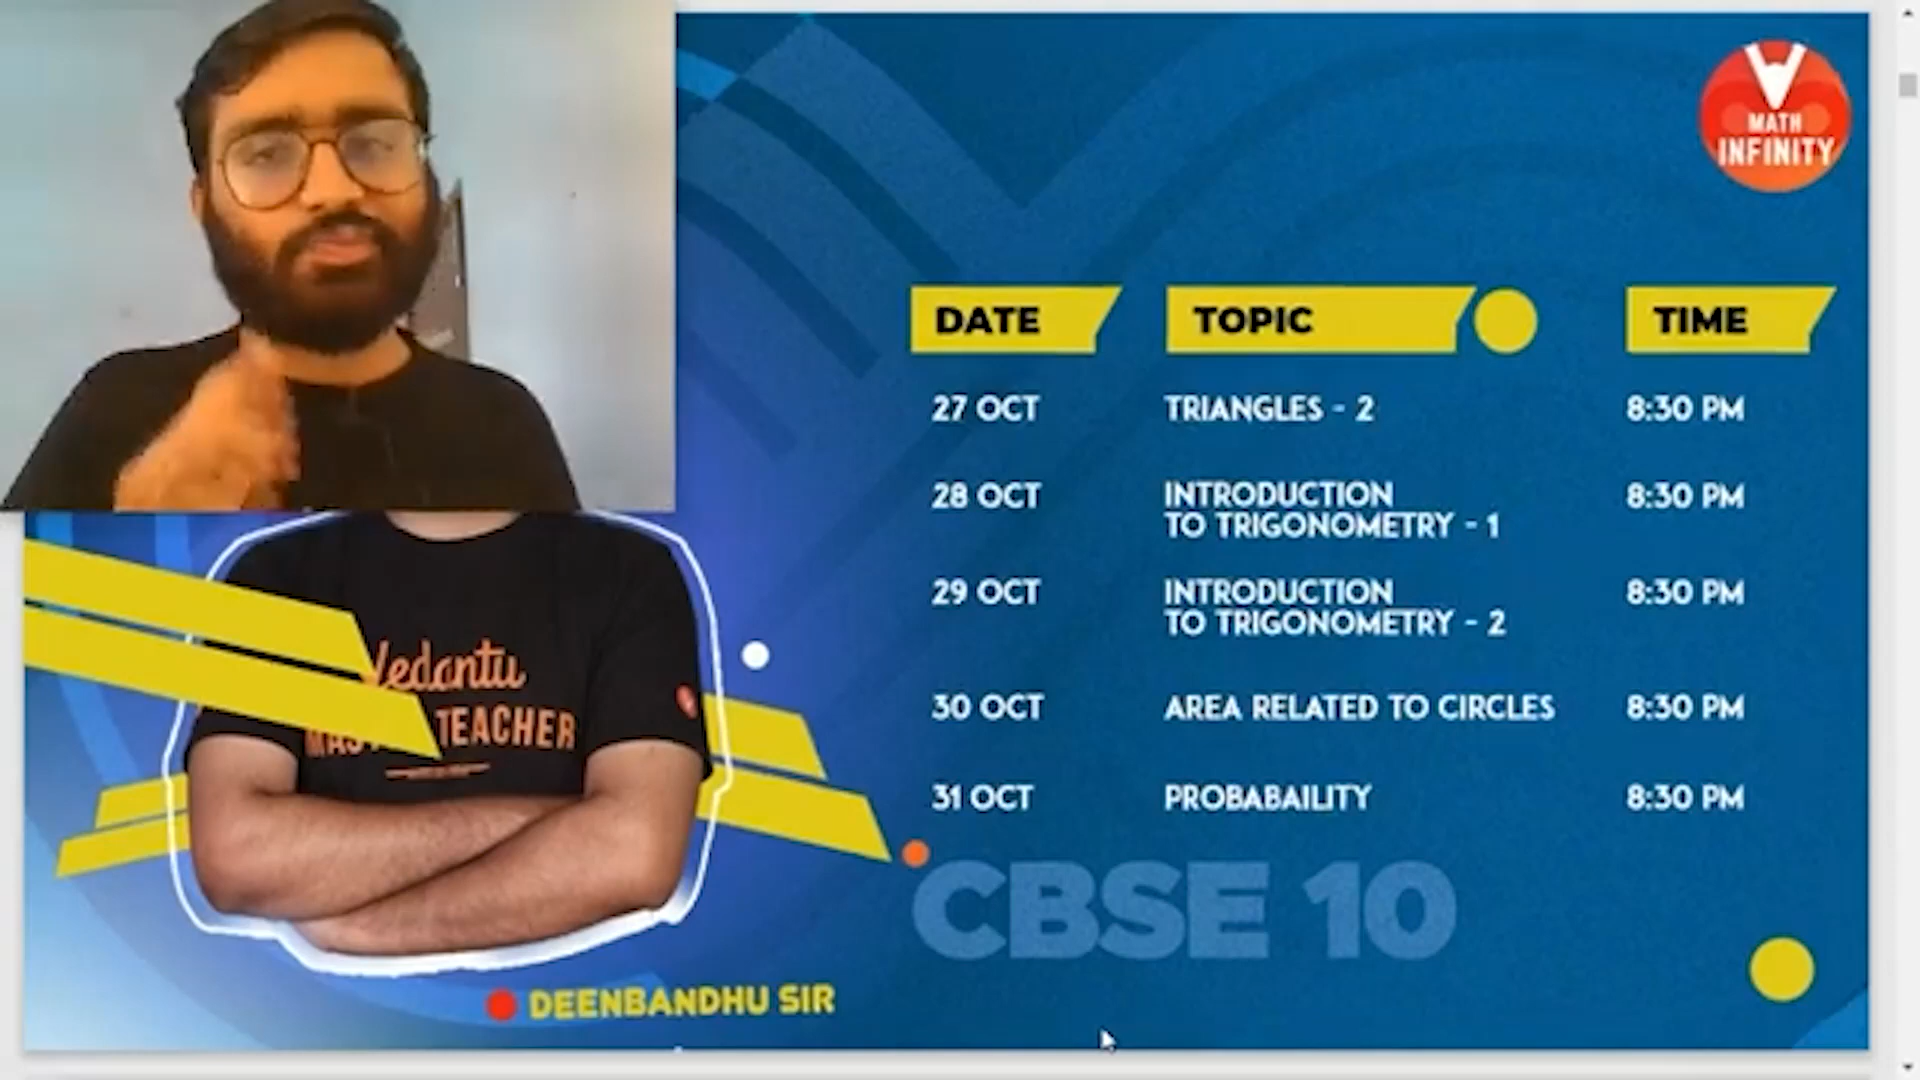 MATH
INFINITY
DATE TOPIC TIME
27 OCT TRIANGLES - 2 8:30 PM
28 OCT INTRODUCTION 8:30 PM
TO TRIGONOMETRY - 1
29 OCT INTRODUCTION 8:30 PM
TO TRIGONOMETRY - 2
30 OCT AREA RELATED TO CIRCLES 8:30 PM
31 OCT PROBABAILITY 8:30 PM
CBSE 10
Vedantu
TEACHER
DEENBANDHU SIR